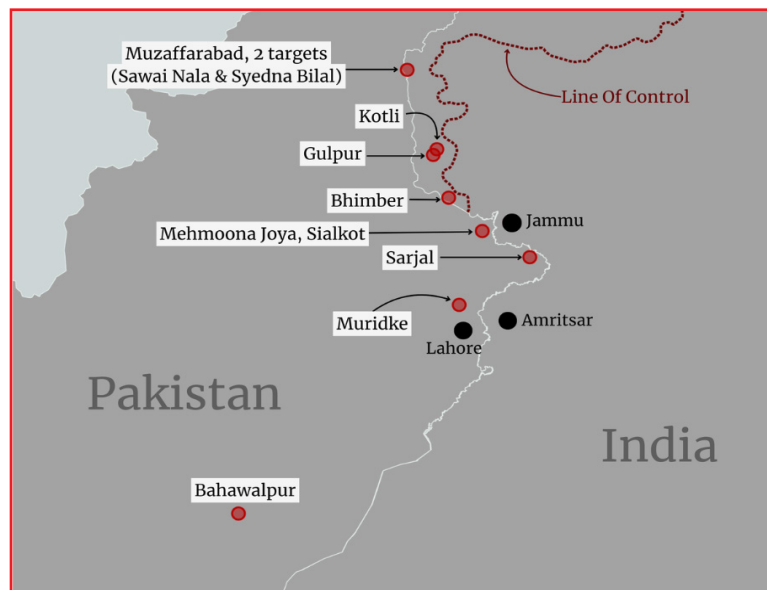 Muzaffarabad, 2 targets
(Sawai Nala & Syedna Bilal)
Line Of Control
Kotli
Gulpur
Bhimber
Jammu
Mehmoona Joya, Sialkot
Sarjal
Muridke
Amritsar
Lahore
Pakistan
India
Bahawalpur